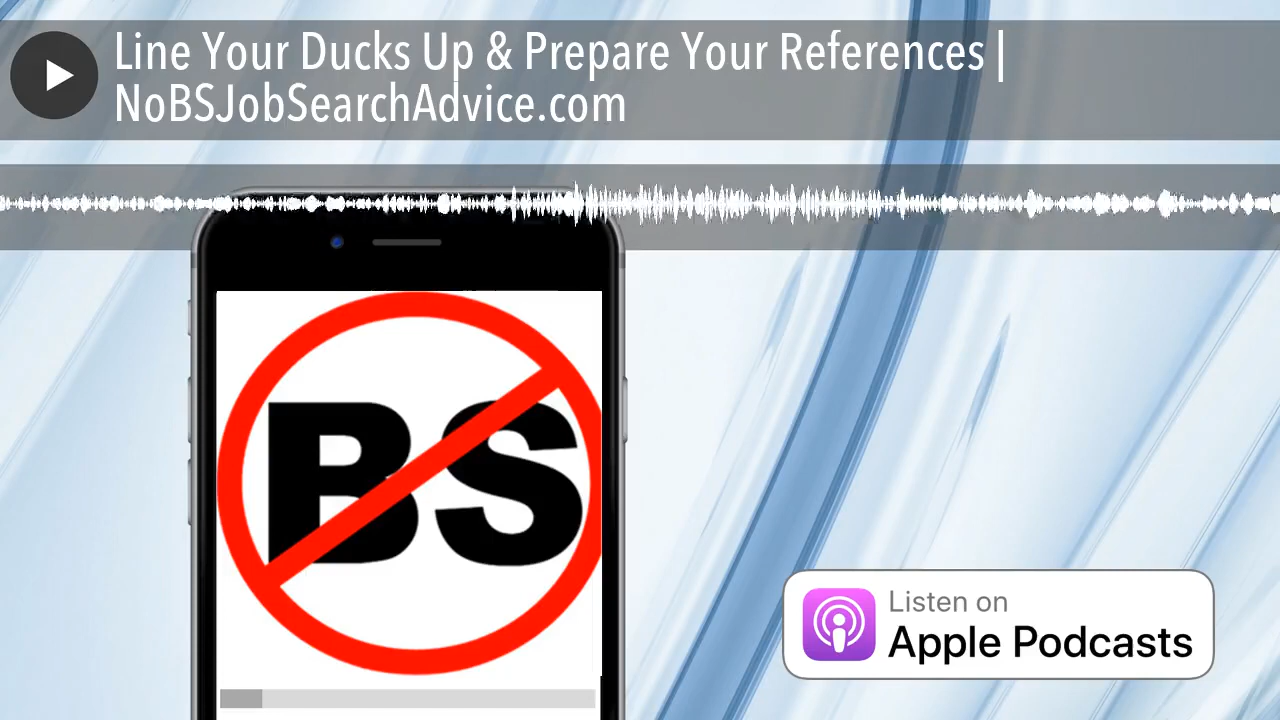 Line Your Ducks Up & Prepare Your References |
NoBSJobSearchAdvice.com
BS
Listen on
Apple Podcasts